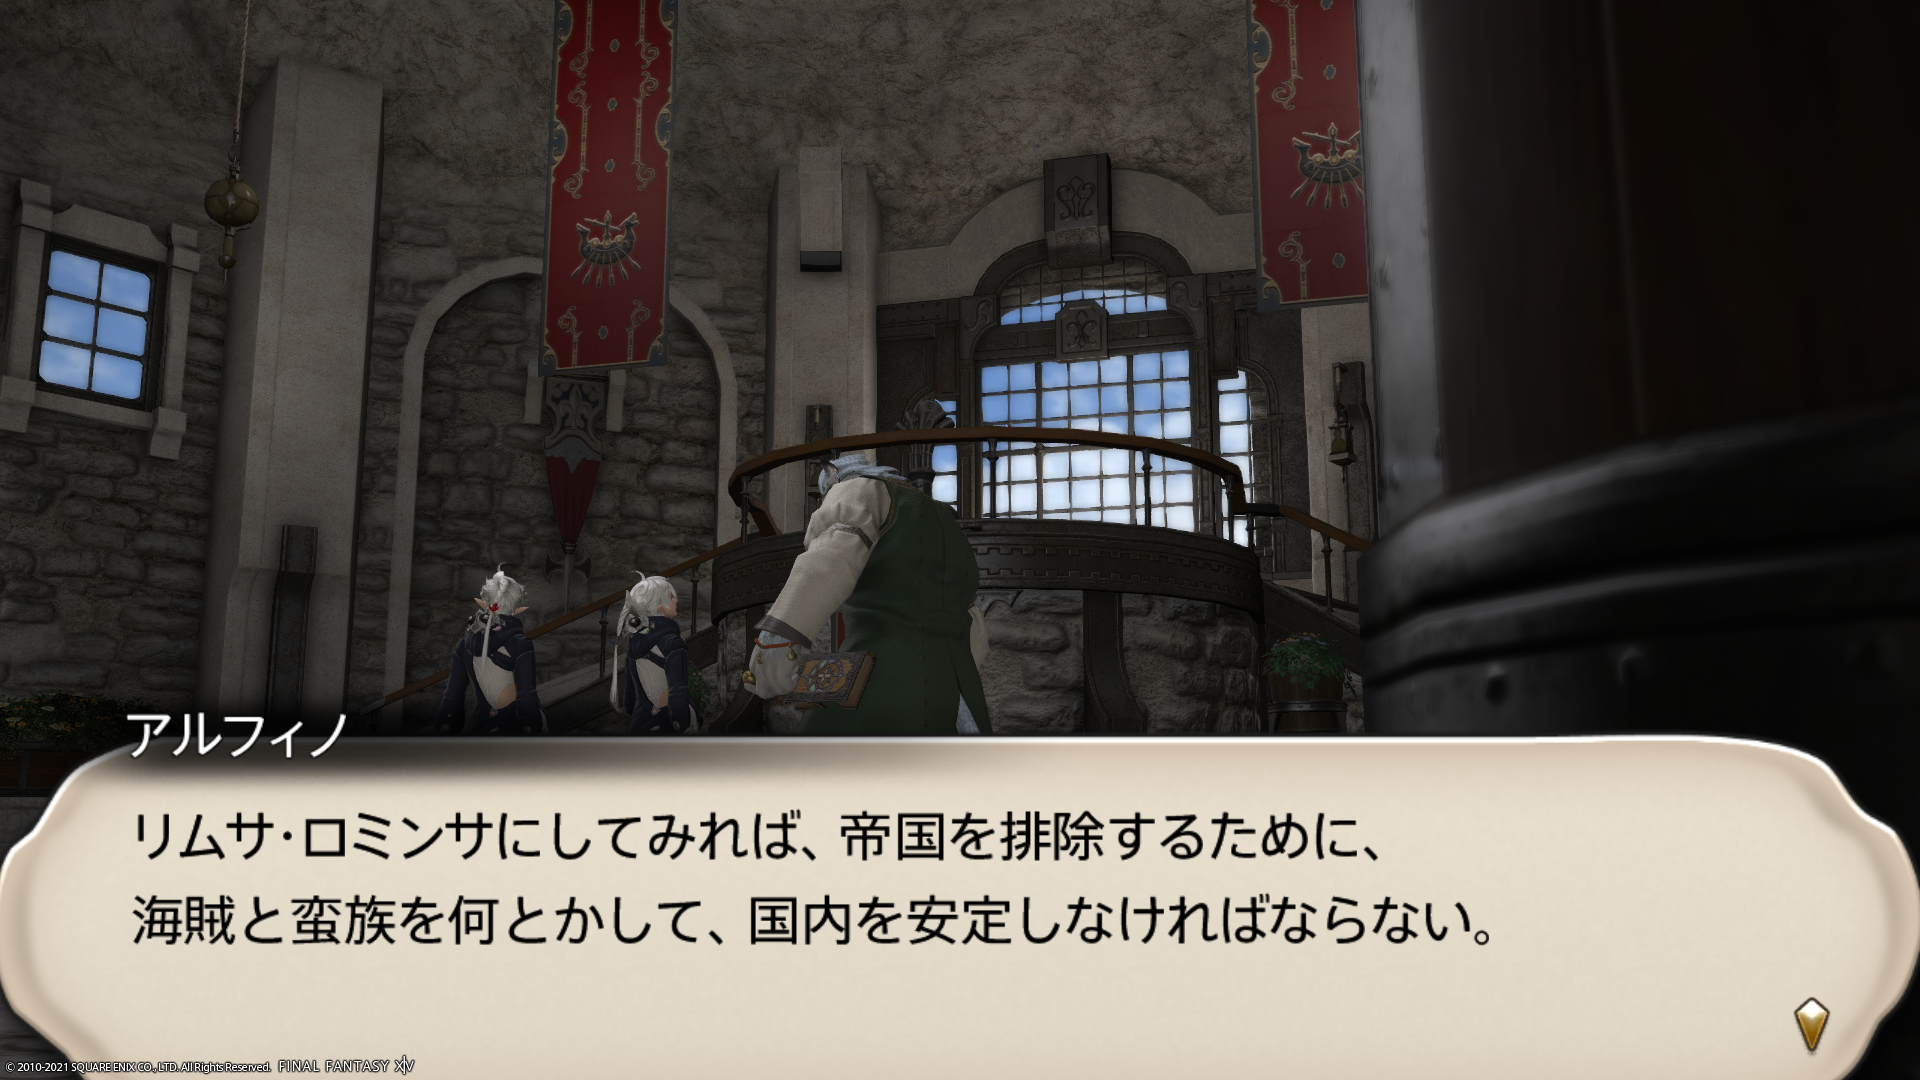 アルフィノ
リムサ・ロミンサにしてみれば、帝国を排除するために、
海賊と蛮族を何とかして、国内を安定しなければならない。
© 2010-2021 SQUARE ENIX CO., LTD. All Rights Reserved. FINAL FANTASY XIV